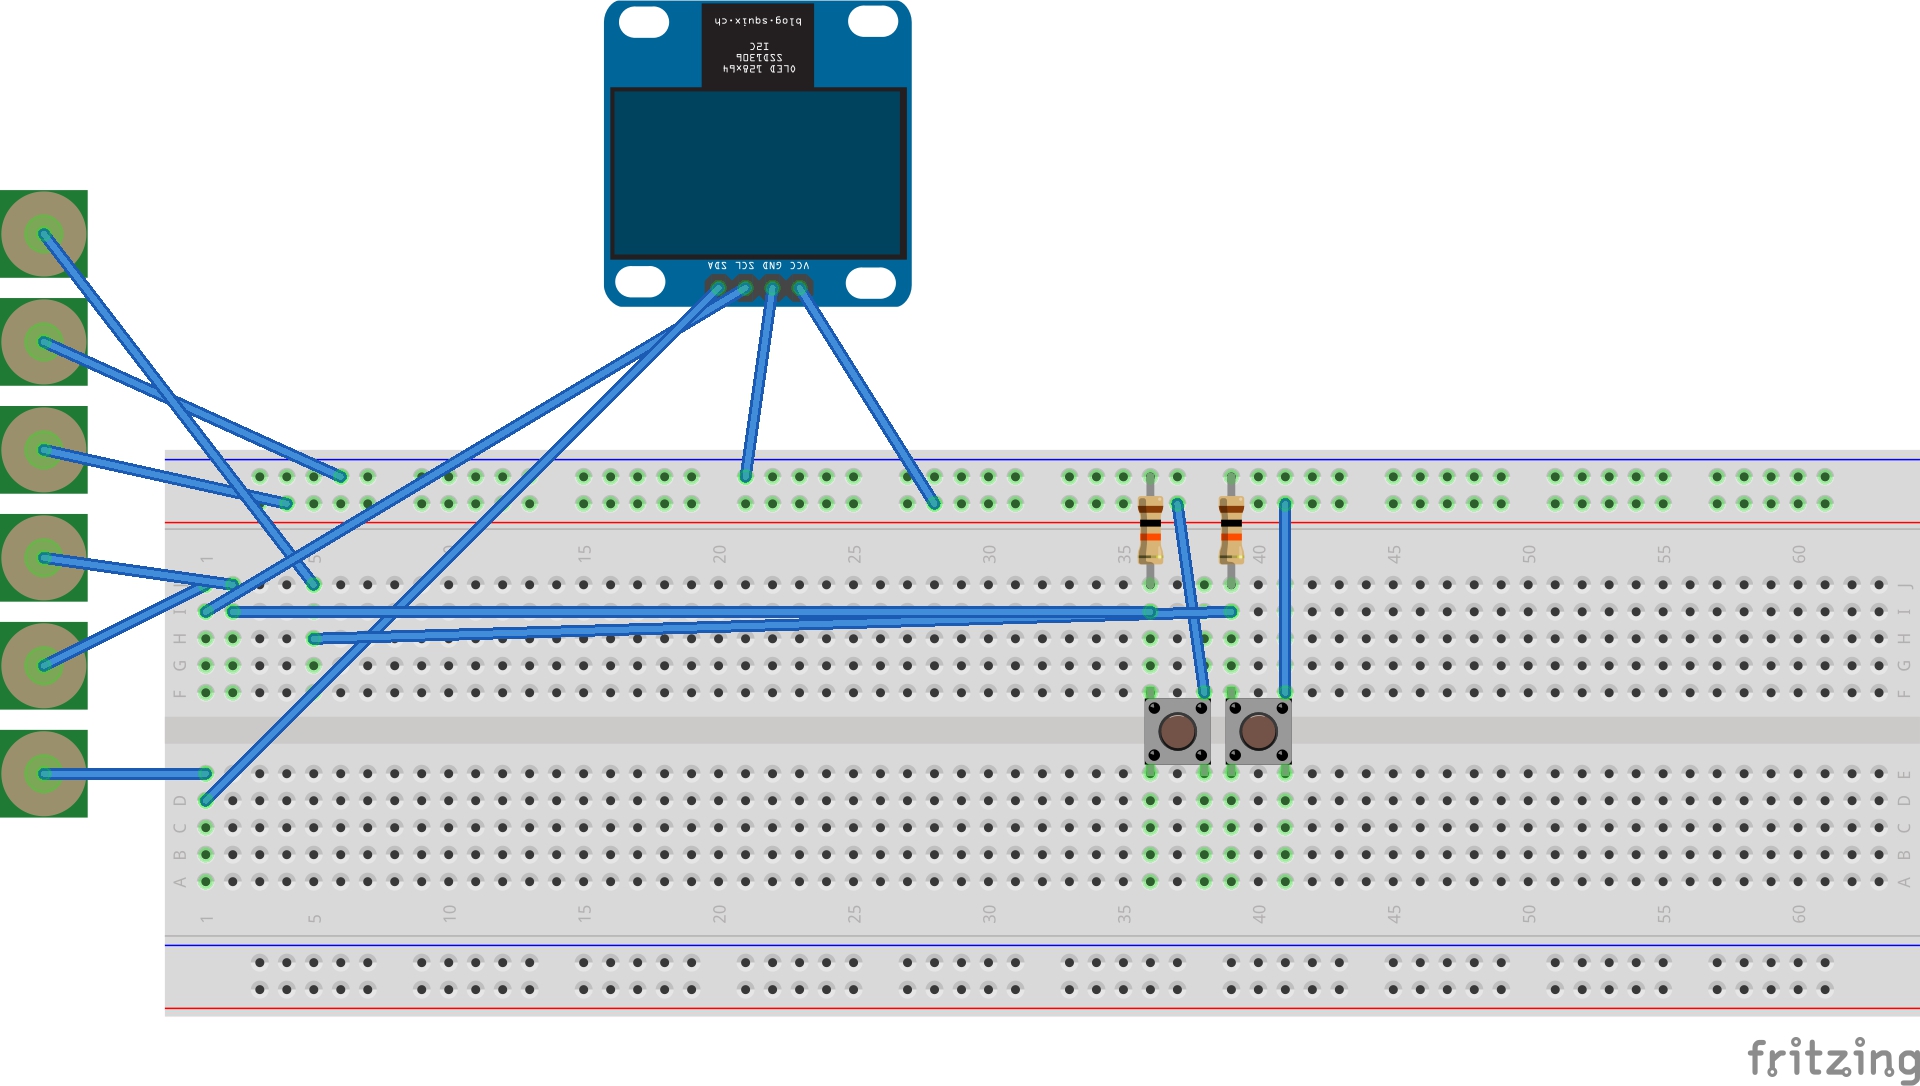 blog.squix.ch
I2C
SSD1306
OLED 128x64
SDA SCL GND VCC
1 5 10 15 20 25 30 35 40 45 50 55 60
J J
I I
H H
G G
F F
E
D D
C C
B B
A A
1 5 10 15 20 25 30 35 40 45 50 55 60
fritzing